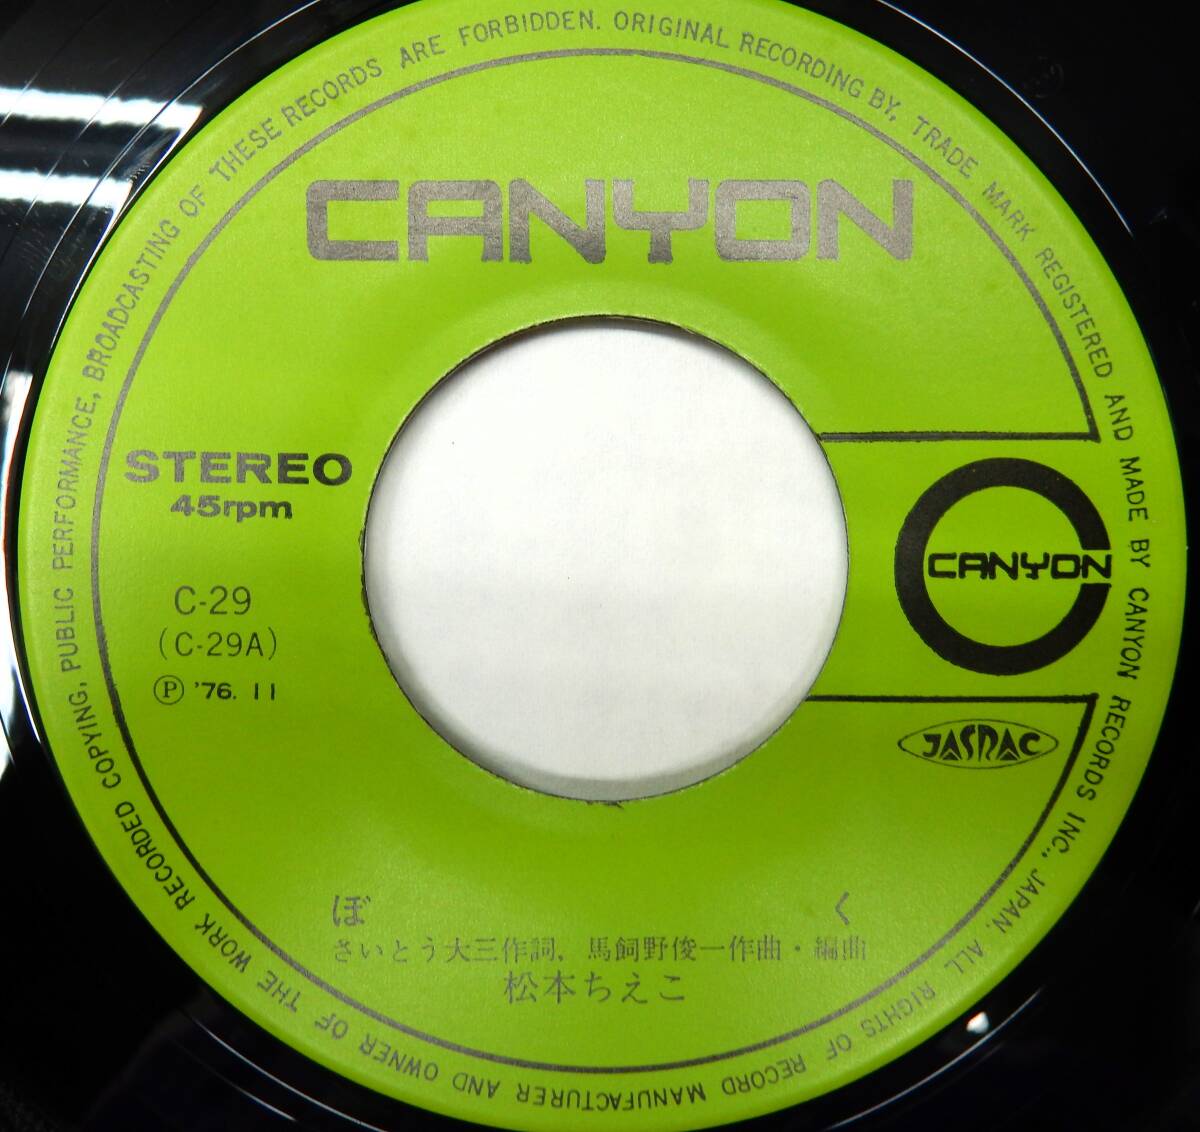 CANYON
STEREO
45rpm
C-29
(C-29A)
Ⓟ '76. 11
CANYON
JASRAC
ぼく
さいとう大三作詞, 馬飼野俊一作曲・編曲
松本ちえこ
ORIGINAL RECORDING BY, TRADE MARK REGISTERED AND MADE BY CANYON RECORDS INC., JAPAN. ALL RIGHTS OF RECORD MANUFACTURER AND OWNER OF THE WORK RECORDED COPYING, PUBLIC PERFORMANCE, BROADCASTING OF THESE RECORDS ARE FORBIDDEN.